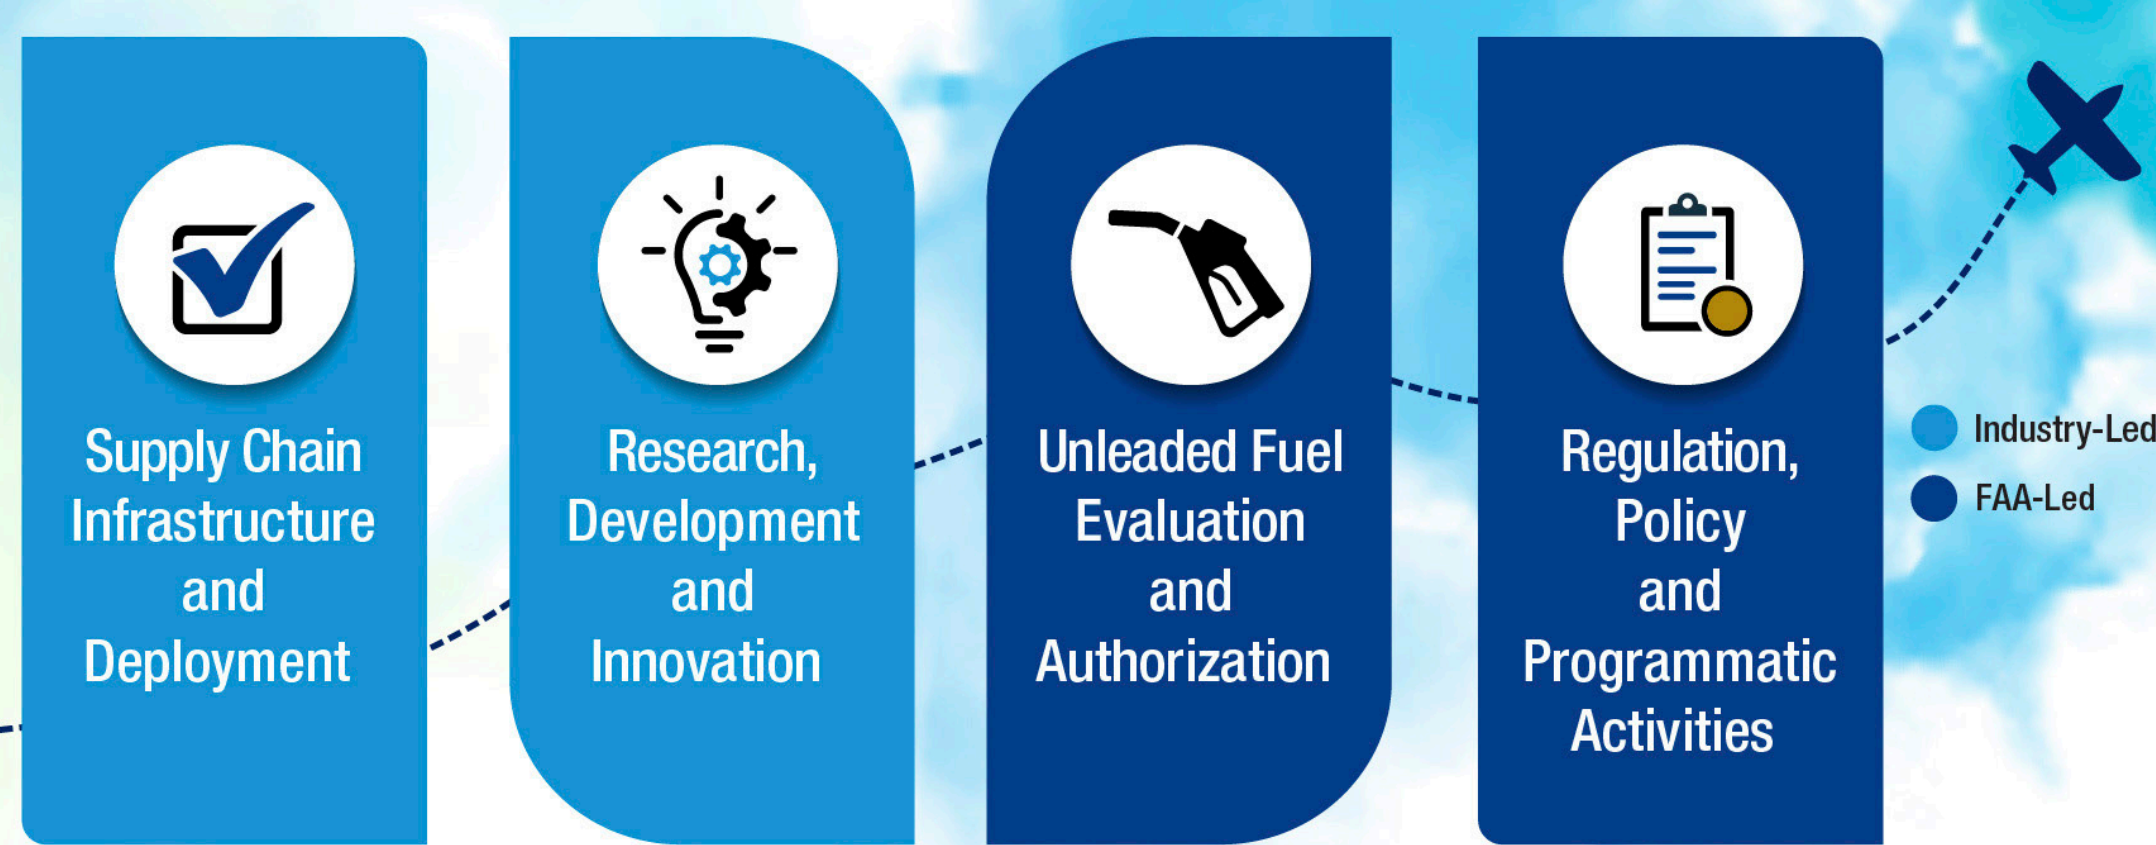 Supply Chain
Infrastructure
and
Deployment
Research,
Development
and
Innovation
Unleaded Fuel
Evaluation
and
Authorization
Regulation,
Policy
and
Programmatic
Activities
Industry-Led
FAA-Led